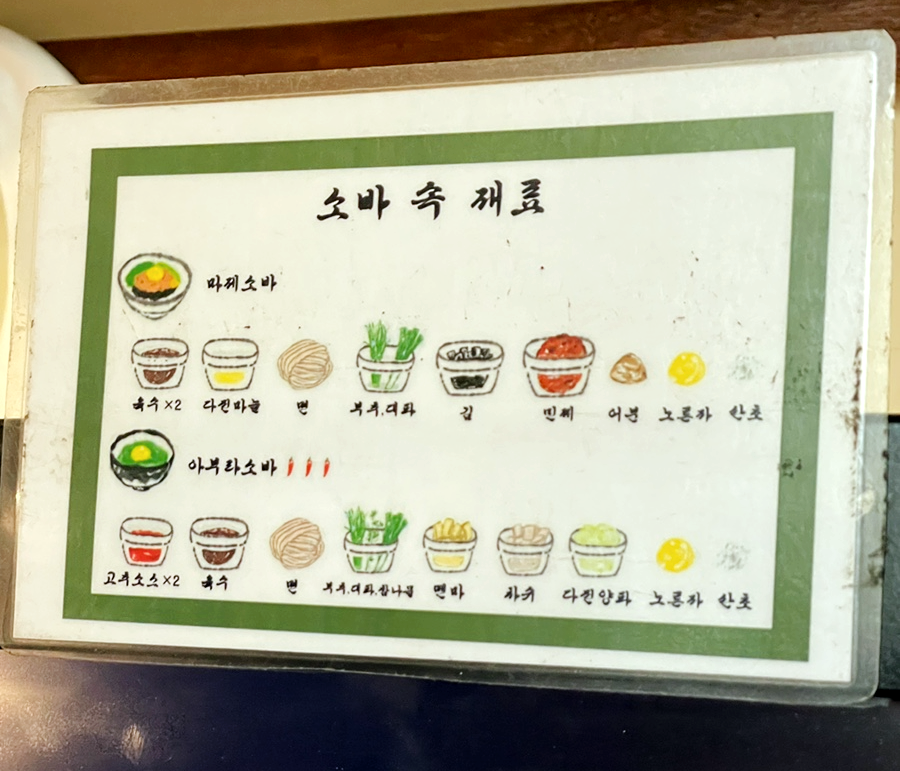 소바 속 재료
마제소바
육수×2 다진마늘 면 부추,대파 김 민찌 어분 노른자 산초
아부라소바
고추소스×2 육수 면 부추,대파,참나물 멘마 차슈 다진양파 노른자 산초